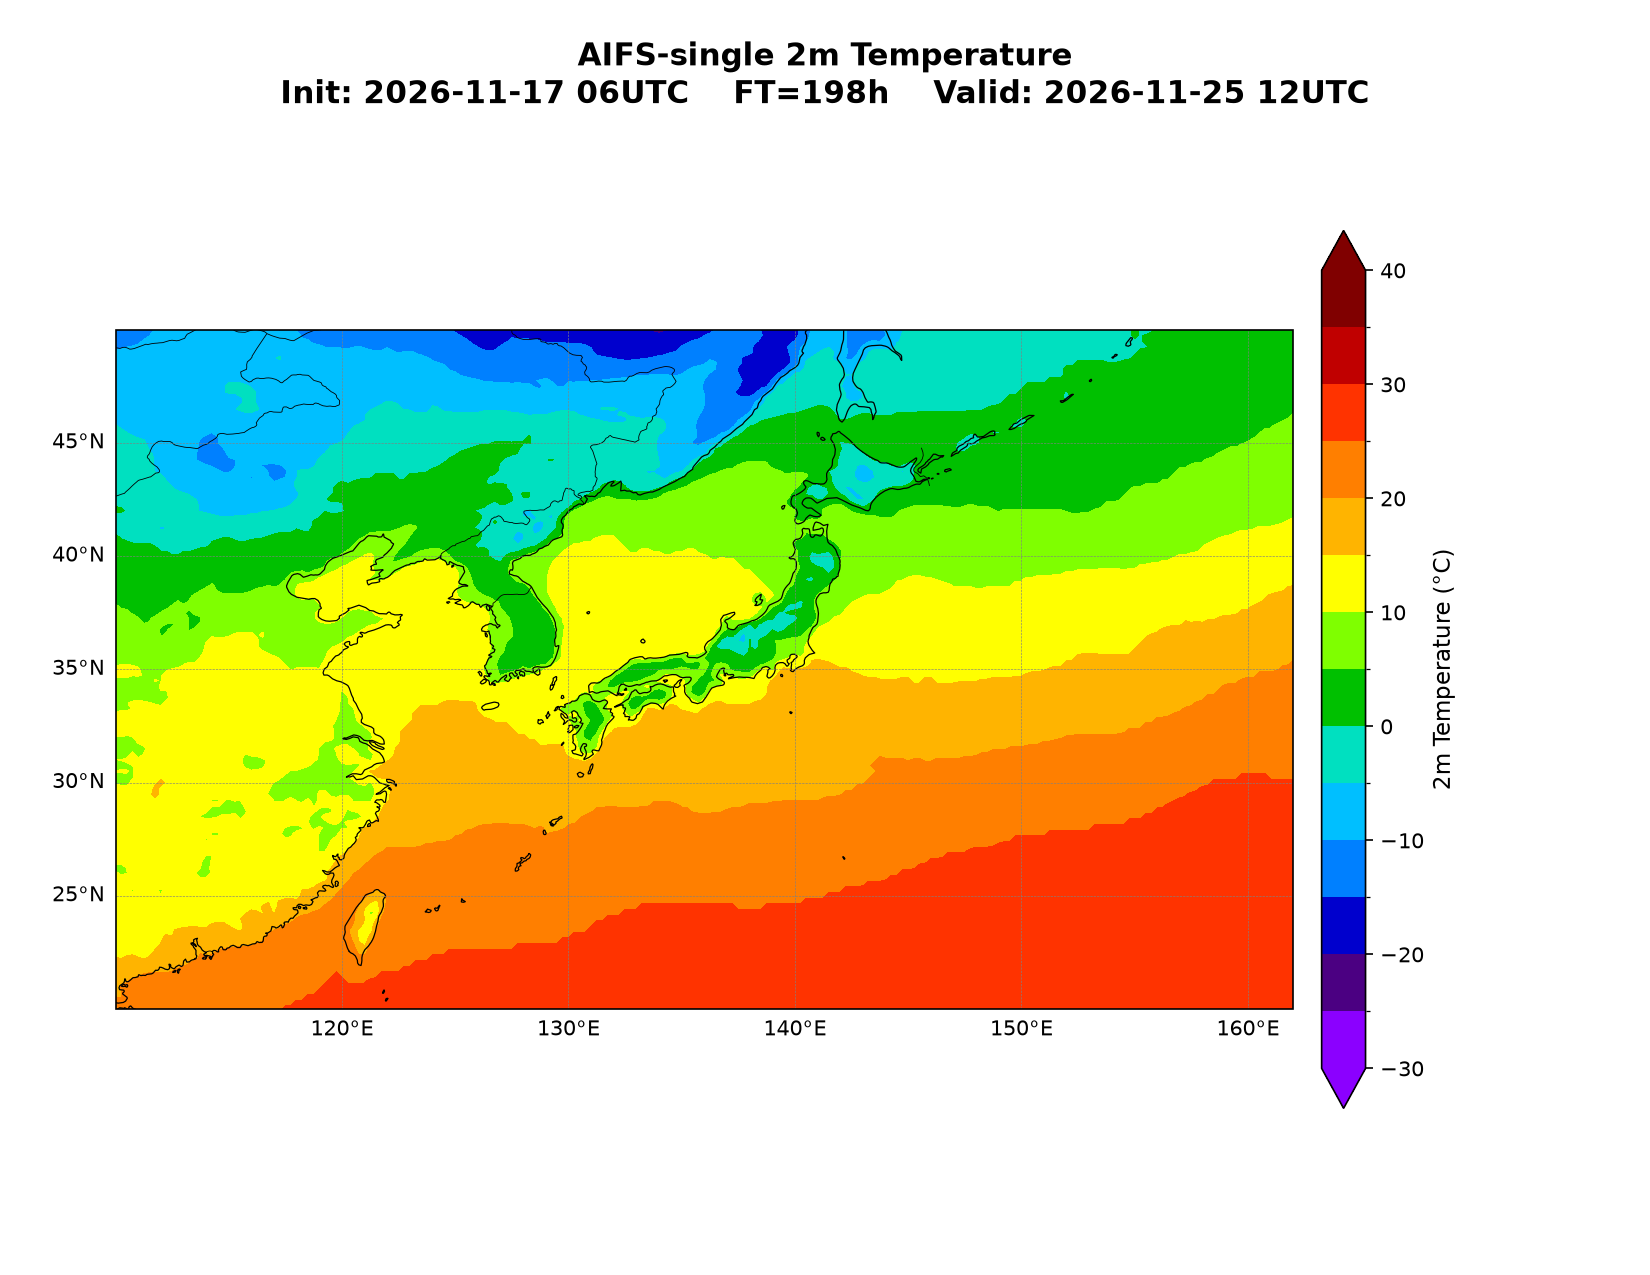 AIFS-single 2m Temperature
Init: 2026-11-17 06UTC    FT=198h    Valid: 2026-11-25 12UTC
45°N
40°N
35°N
30°N
25°N
120°E
130°E
140°E
150°E
160°E
40
30
20
10
0
−10
−20
−30
2m Temperature (°C)